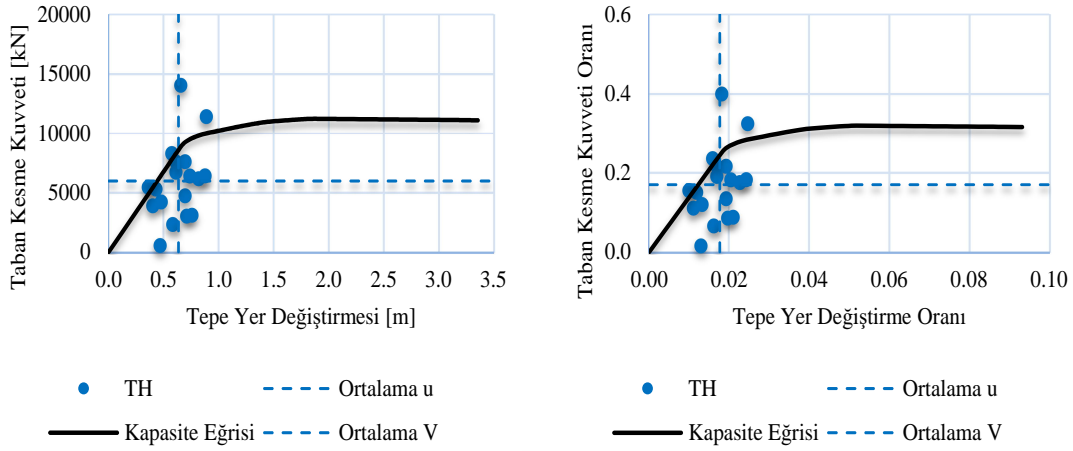 Taban Kesme Kuvveti [kN]
20000
15000
10000
5000
0
0.0 0.5 1.0 1.5 2.0 2.5 3.0 3.5
Tepe Yer Değiştirmesi [m]
TH
Ortalama u
Kapasite Eğrisi
Ortalama V
Taban Kesme Kuvveti Oranı
0.6
0.4
0.2
0.0
0.00 0.02 0.04 0.06 0.08 0.10
Tepe Yer Değiştirme Oranı
TH
Ortalama u
Kapasite Eğrisi
Ortalama V